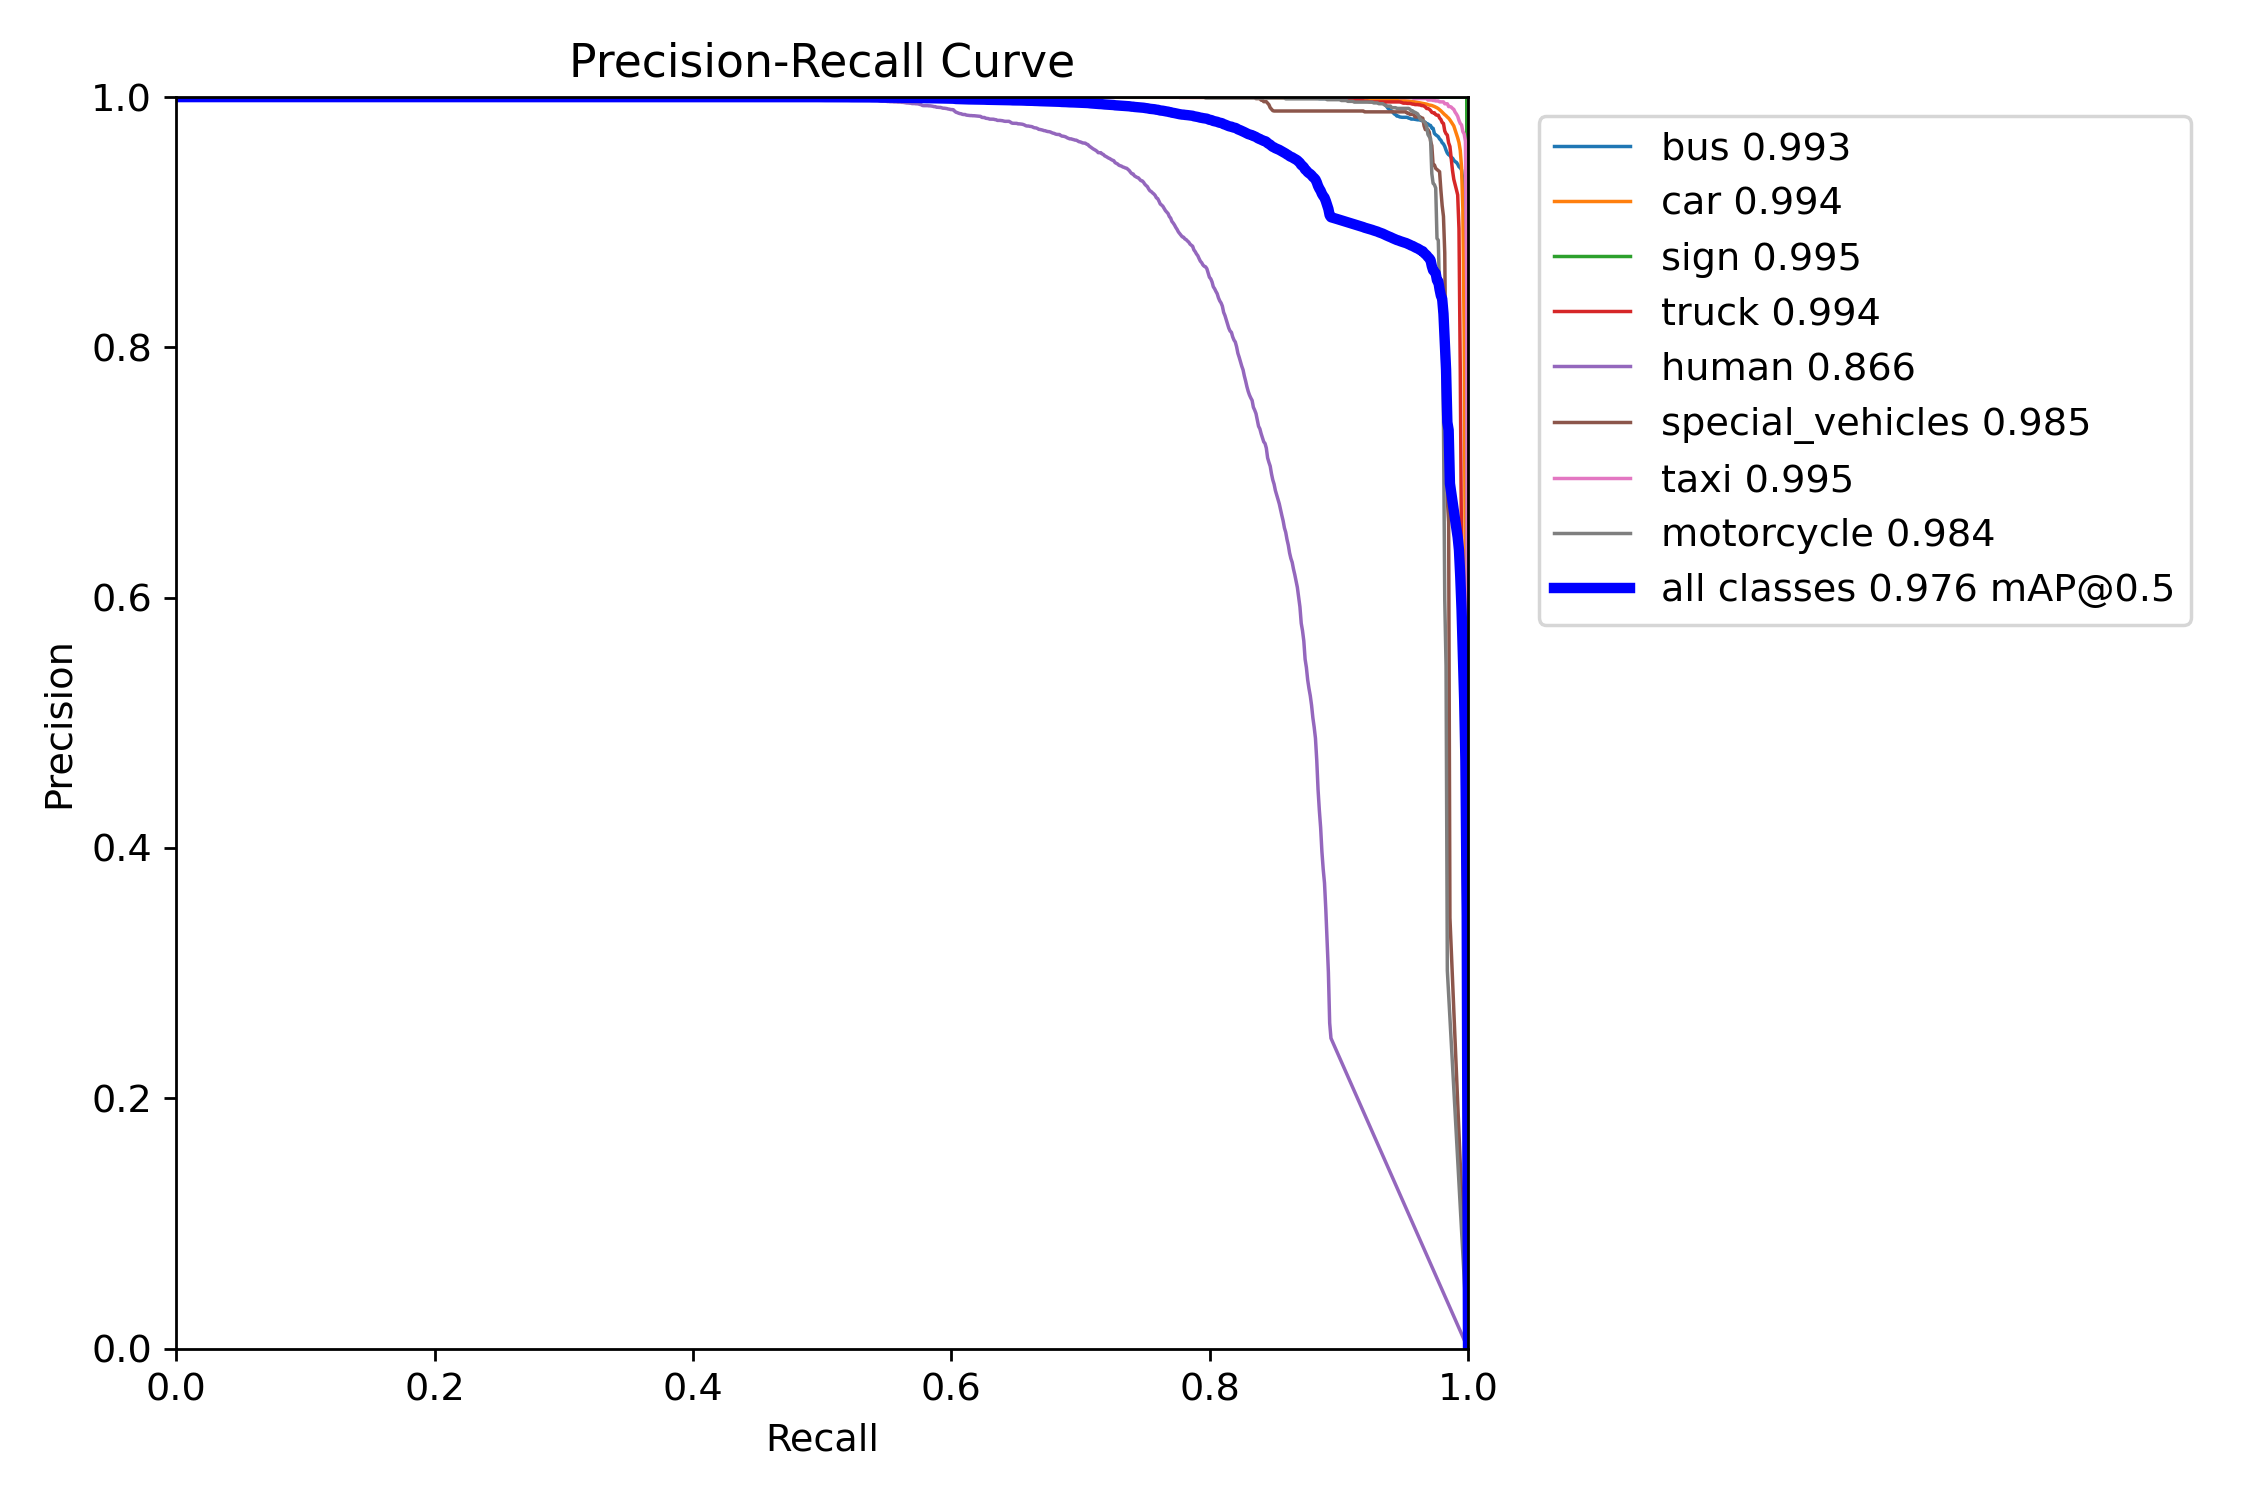 Precision-Recall Curve
1.0
0.8
0.6
0.4
0.2
0.0
Precision
0.0 0.2 0.4 0.6 0.8 1.0
Recall
bus 0.993
car 0.994
sign 0.995
truck 0.994
human 0.866
special_vehicles 0.985
taxi 0.995
motorcycle 0.984
all classes 0.976 mAP@0.5